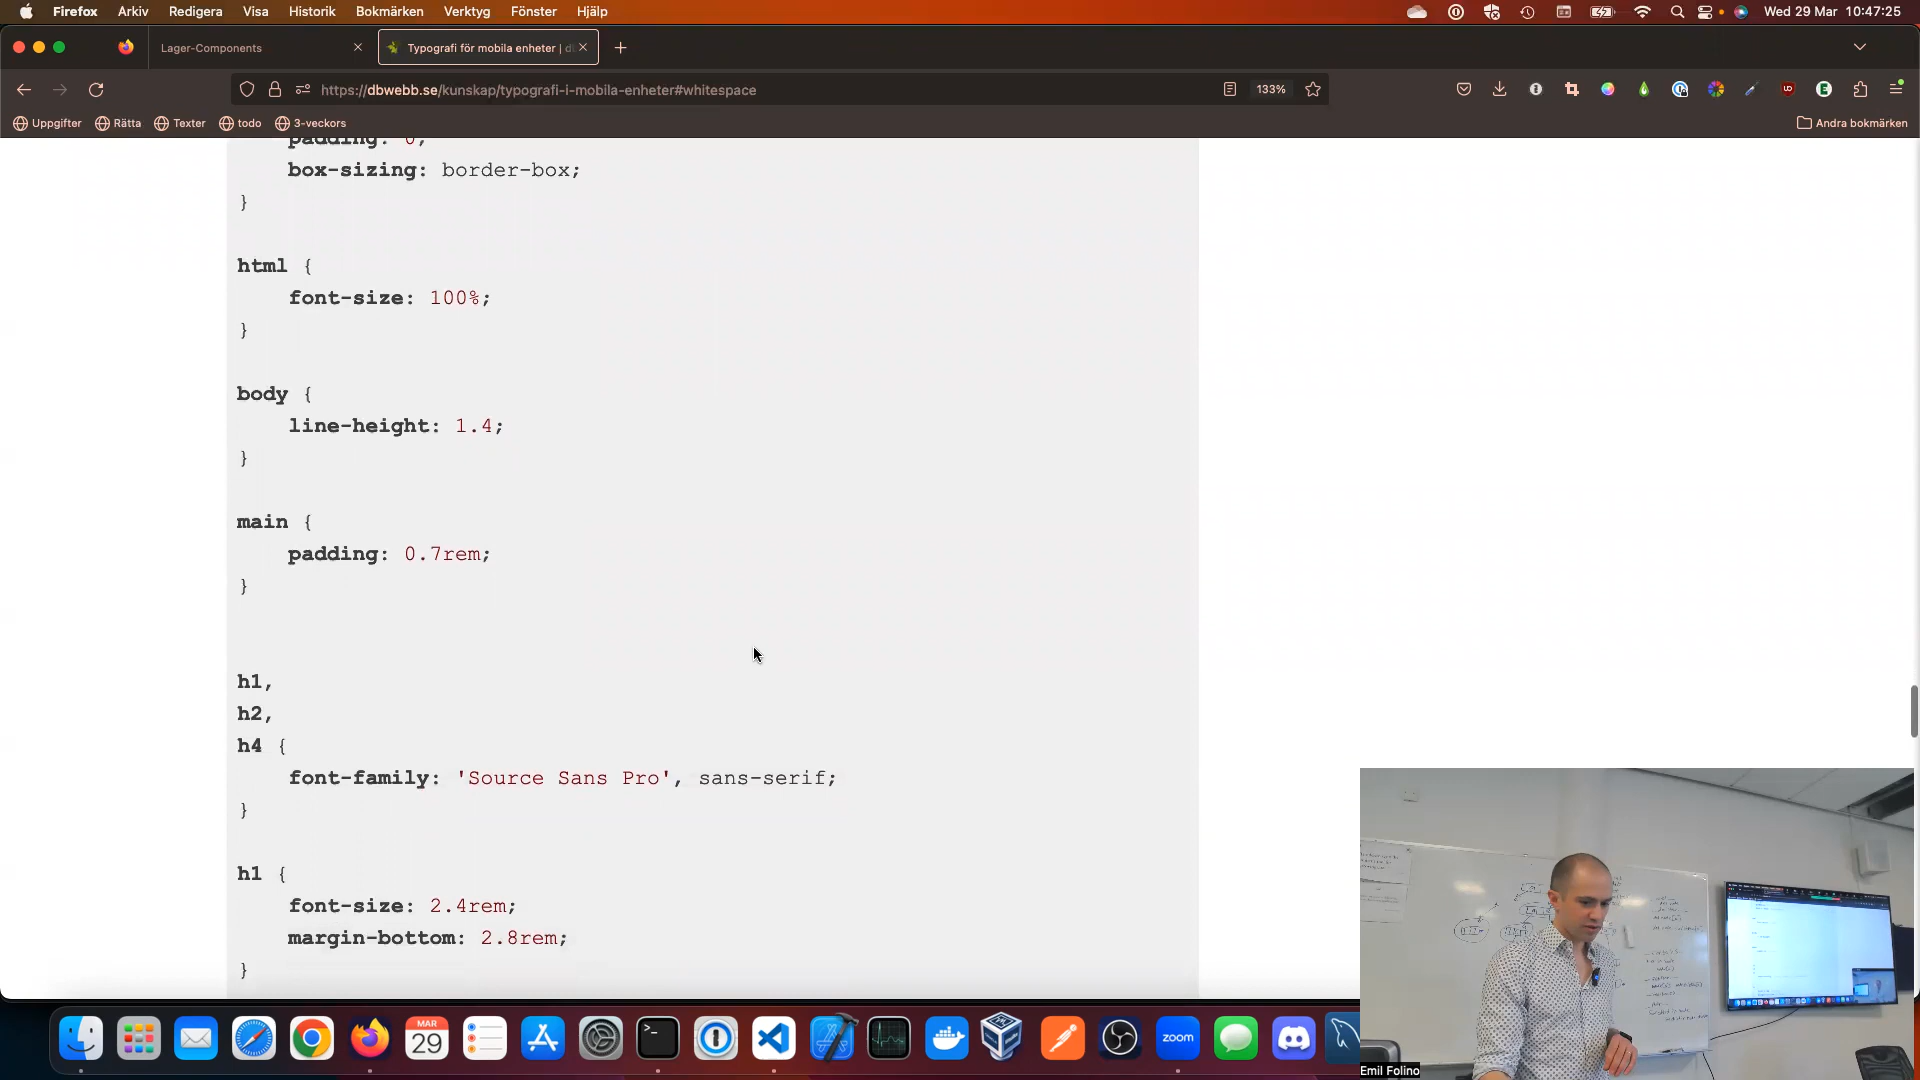 Firefox Arkiv Redigera Visa Historik Bokmärken Verktyg Fönster Hjälp Wed 29 Mar 10:47:25
Lager-Components
Typografi för mobila enheter | d
https://dbwebb.se/kunskap/typografi-i-mobila-enheter#whitespace 133%
Uppgifter Rätta Texter todo 3-veckors Andra bokmärken
padding: 0;
box-sizing: border-box;
}
html {
font-size: 100%;
}
body {
line-height: 1.4;
}
main {
padding: 0.7rem;
}
h1,
h2,
h4 {
font-family: 'Source Sans Pro', sans-serif;
}
h1 {
font-size: 2.4rem;
margin-bottom: 2.8rem;
}
MAR
29
zoom
Emil Folino